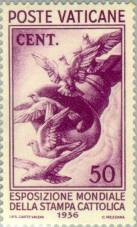 POSTE VATICANE
CENT.
50
ESPOSIZIONE MONDIALE
DELLA STAMPA CATTOLICA
1936